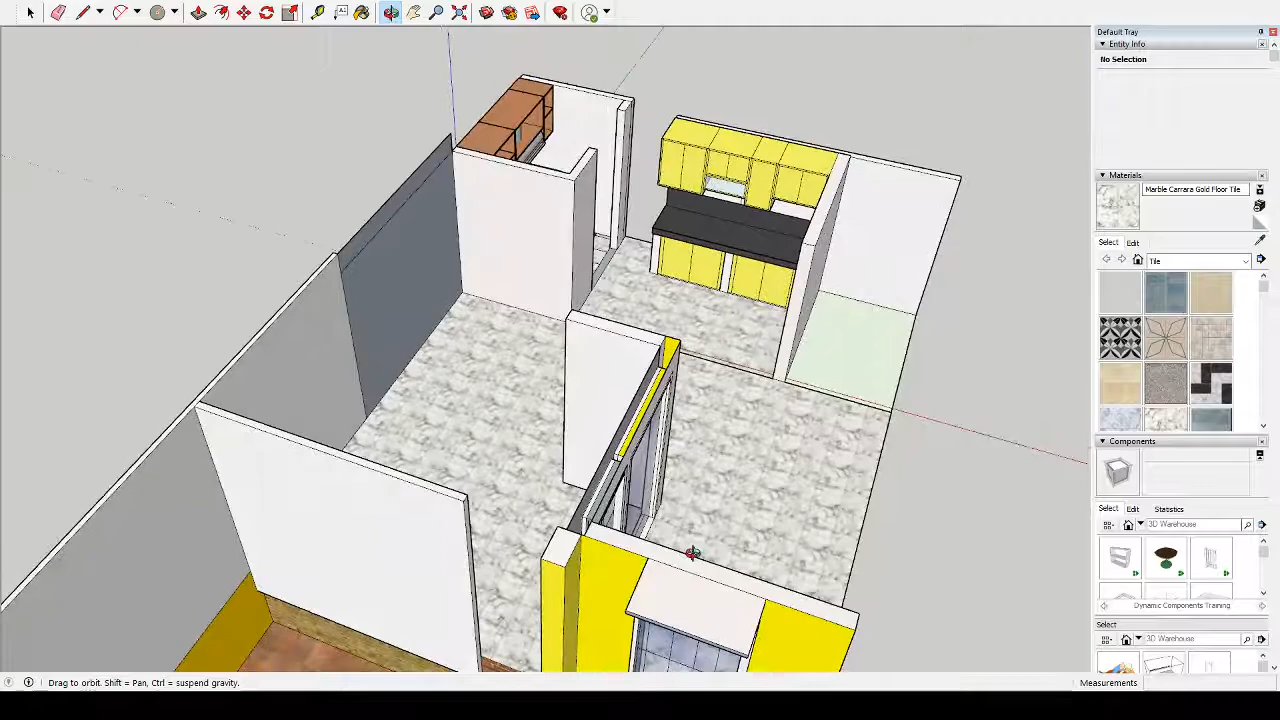 Default Tray
Entity Info
No Selection
Materials
Marble Carrara Gold Floor Tile
Select Edit
Tile
Components
Select Edit Statistics
3D Warehouse
Dynamic Components Training
Select
3D Warehouse
Drag to orbit. Shift = Pan, Ctrl = suspend gravity.
Measurements